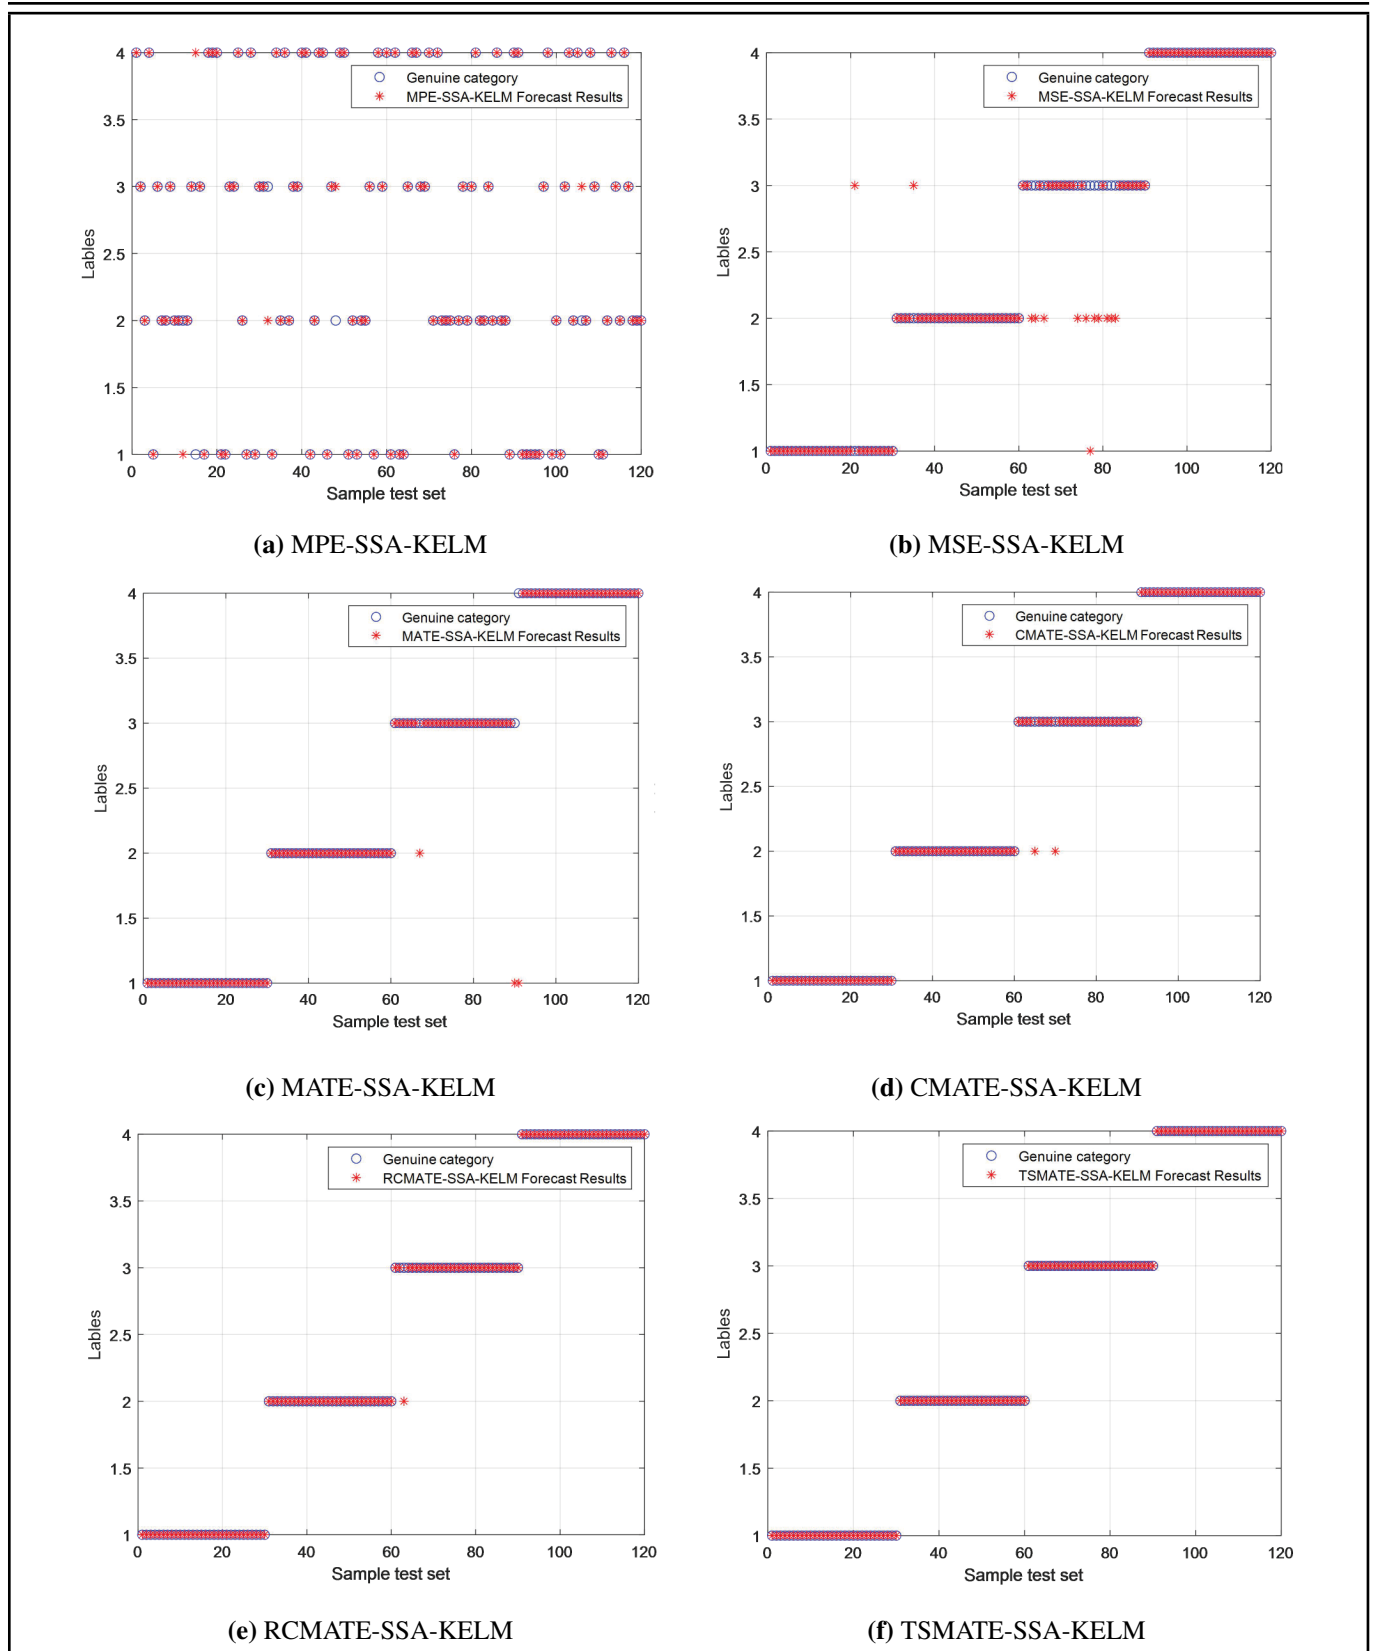 4
3.5
3
2.5
2
1.5
1
0 20 40 60 80 100 120
Lables
Sample test set
Genuine category
MPE-SSA-KELM Forecast Results
(a) MPE-SSA-KELM
4
3.5
3
2.5
2
1.5
1
0 20 40 60 80 100 120
Lables
Sample test set
Genuine category
MSE-SSA-KELM Forecast Results
(b) MSE-SSA-KELM
4
3.5
3
2.5
2
1.5
1
0 20 40 60 80 100 120
Lables
Sample test set
Genuine category
MATE-SSA-KELM Forecast Results
(c) MATE-SSA-KELM
4
3.5
3
2.5
2
1.5
1
0 20 40 60 80 100 120
Lables
Sample test set
Genuine category
CMATE-SSA-KELM Forecast Results
(d) CMATE-SSA-KELM
4
3.5
3
2.5
2
1.5
1
0 20 40 60 80 100 120
Lables
Sample test set
Genuine category
RCMATE-SSA-KELM Forecast Results
(e) RCMATE-SSA-KELM
4
3.5
3
2.5
2
1.5
1
0 20 40 60 80 100 120
Lables
Sample test set
Genuine category
TSMATE-SSA-KELM Forecast Results
(f) TSMATE-SSA-KELM